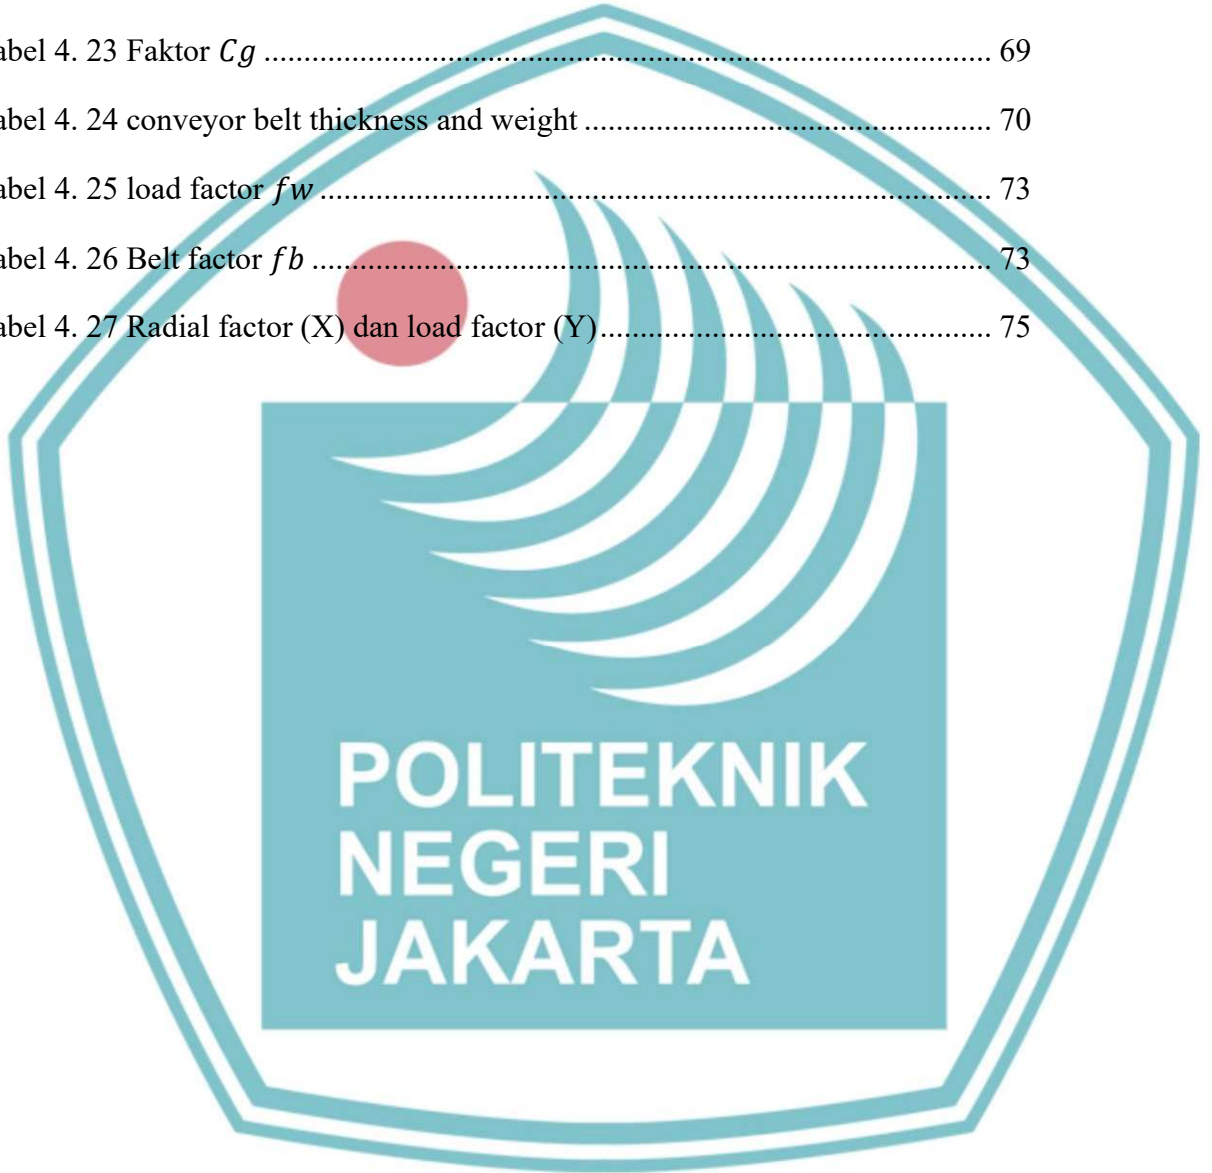 abel 4. 23 Faktor 𝐶𝑔 ........................................................................................... 69
abel 4. 24 conveyor belt thickness and weight ................................................... 70
abel 4. 25 load factor 𝑓𝑤 .................................................................................... 73
abel 4. 26 Belt factor 𝑓𝑏 ..................................................................................... 73
abel 4. 27 Radial factor (X) dan load factor (Y)................................................. 75
POLITEKNIK
NEGERI
JAKARTA